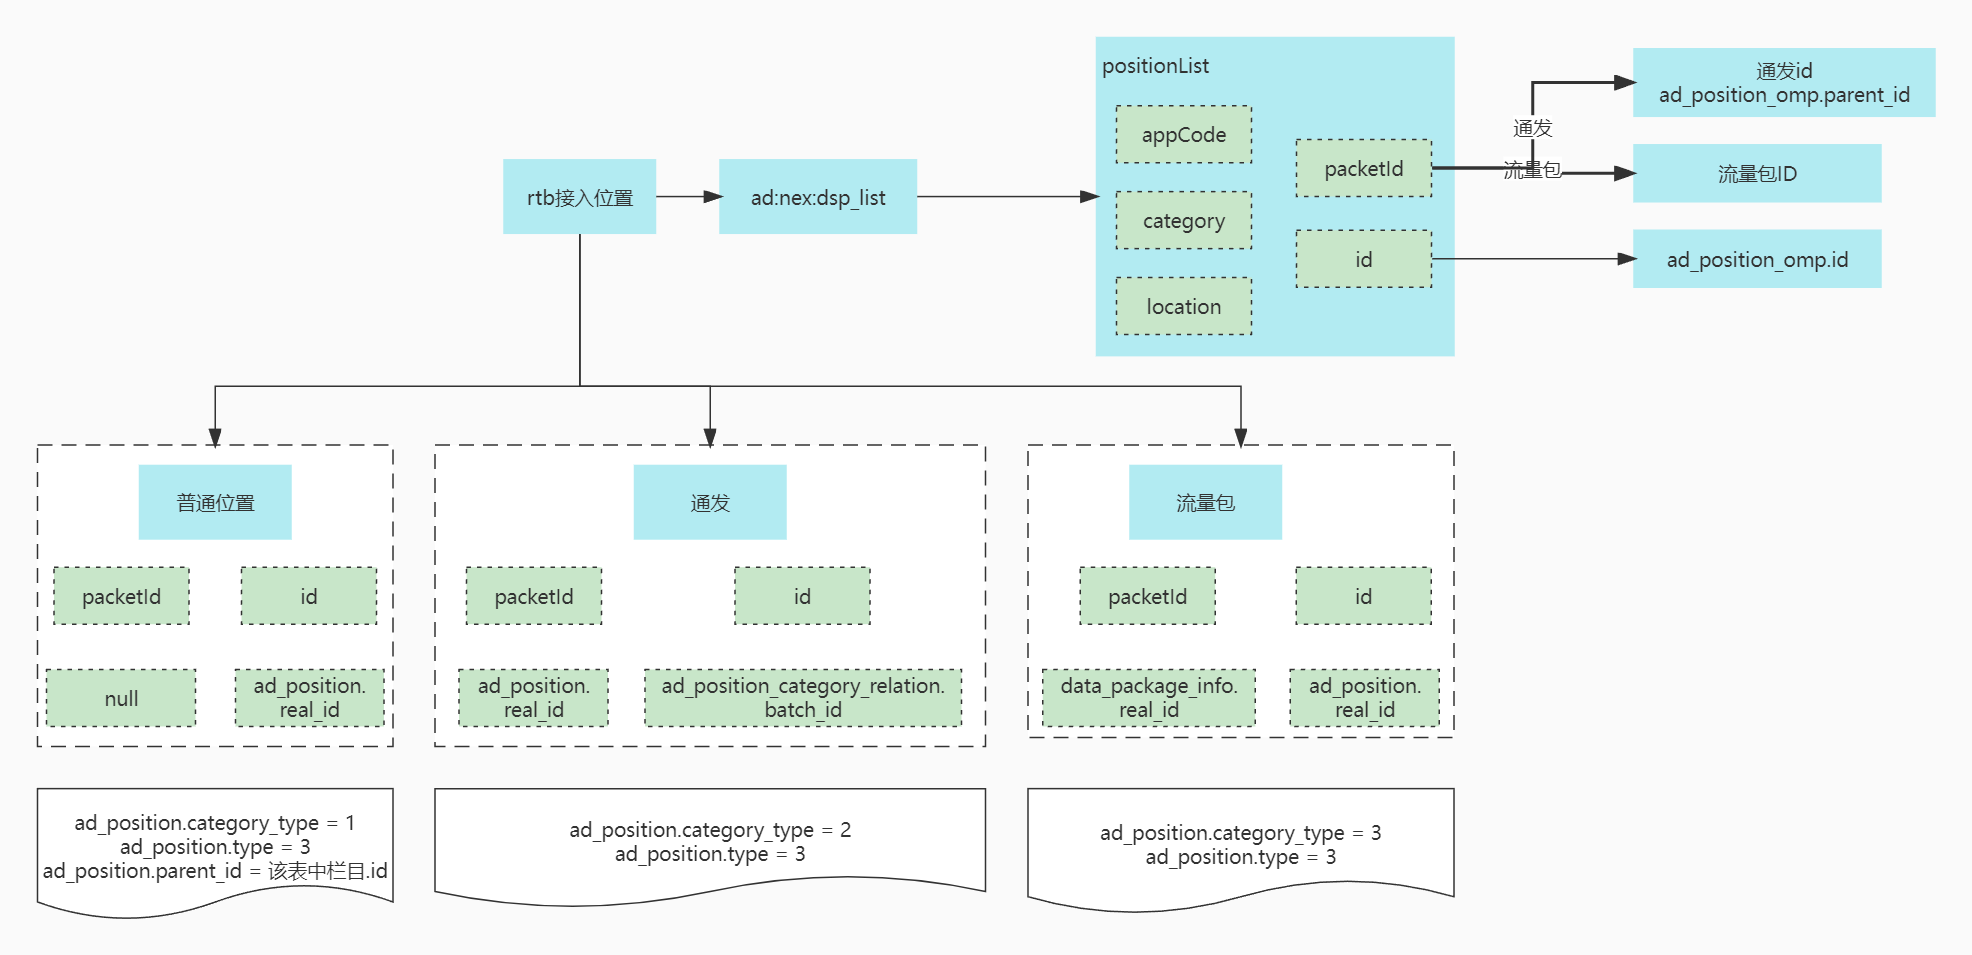 positionList
appCode
category
location
packetId
id
通发
流量包
通发id
ad_position_omp.parent_id
流量包ID
ad_position_omp.id
rtb接入位置
ad:nex:dsp_list
普通位置
packetId
id
null
ad_position.
real_id
通发
packetId
id
ad_position.
real_id
ad_position_category_relation.
batch_id
流量包
packetId
id
data_package_info.
real_id
ad_position.
real_id
ad_position.category_type = 1
ad_position.type = 3
ad_position.parent_id = 该表中栏目.id
ad_position.category_type = 2
ad_position.type = 3
ad_position.category_type = 3
ad_position.type = 3